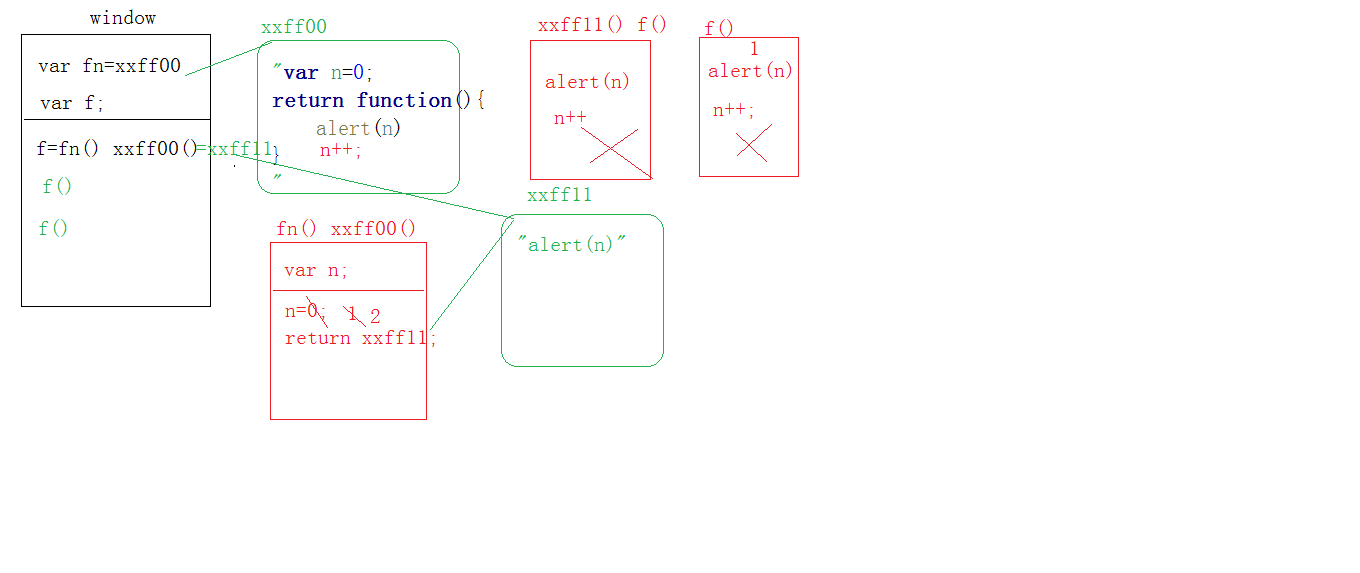 window
var fn=xxff00
var f;
f=fn() xxff00()=xxff11
f()
f()
xxff00
"var n=0;
return function(){
alert(n)
n++;
}
"
fn() xxff00()
var n;
n=0; 1 2
return xxff11;
xxff11() f()
alert(n)
n++
f()
1
alert(n)
n++;
xxff11
"alert(n)"